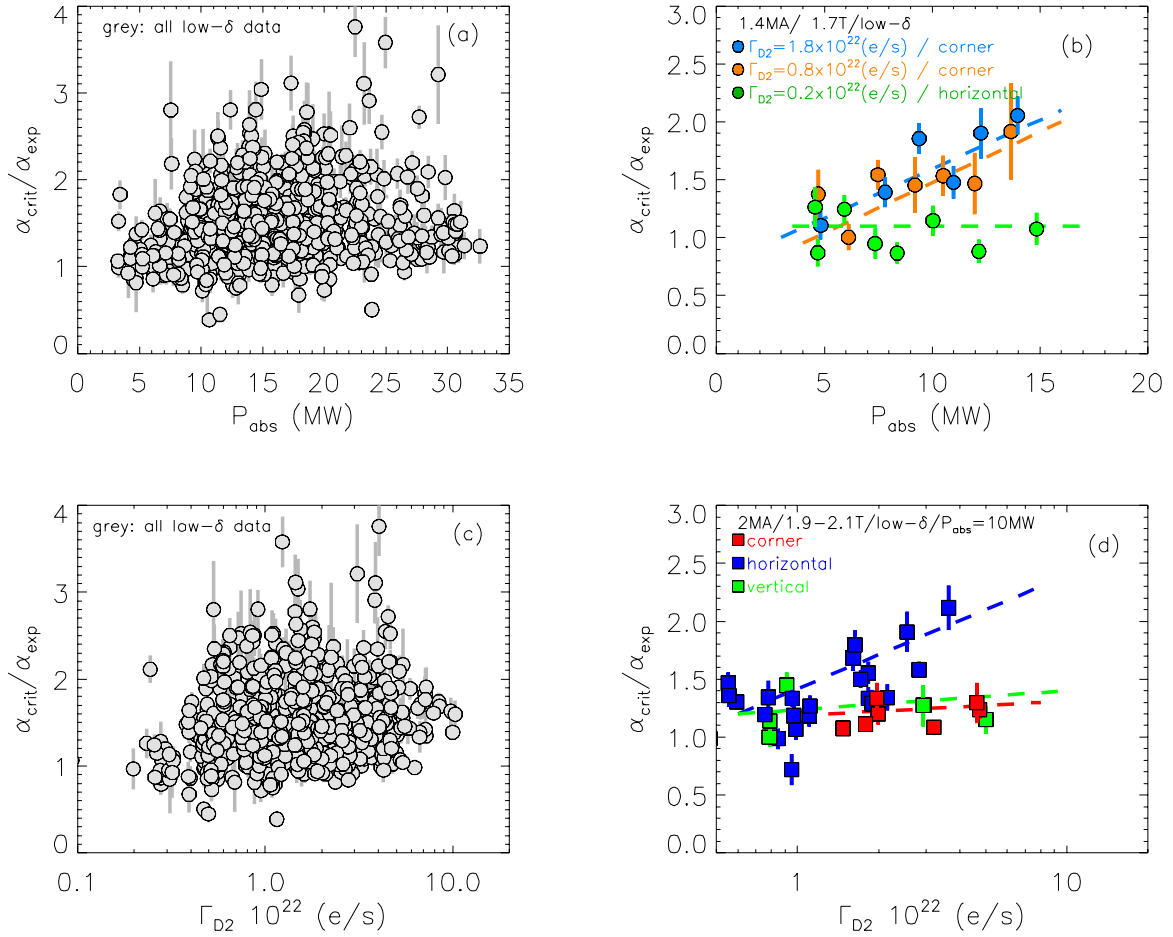 grey: all low-δ data
(a)
4
3
2
1
0
α_crit/α_exp
0 5 10 15 20 25 30 35
P_abs (MW)
1.4MA/ 1.7T/low-δ
(b)
Γ_D2=1.8x10^22(e/s) / corner
Γ_D2=0.8x10^22(e/s) / corner
Γ_D2=0.2x10^22(e/s) / horizontal
3.0
2.5
2.0
1.5
1.0
0.5
0.0
α_crit/α_exp
0 5 10 15 20
P_abs (MW)
grey: all low-δ data
(c)
4
3
2
1
0
α_crit/α_exp
0.1 1.0 10.0
Γ_D2 10^22 (e/s)
2MA/1.9-2.1T/low-δ/P_abs=10MW
(d)
corner
horizontal
vertical
3.0
2.5
2.0
1.5
1.0
0.5
0.0
α_crit/α_exp
1 10
Γ_D2 10^22 (e/s)